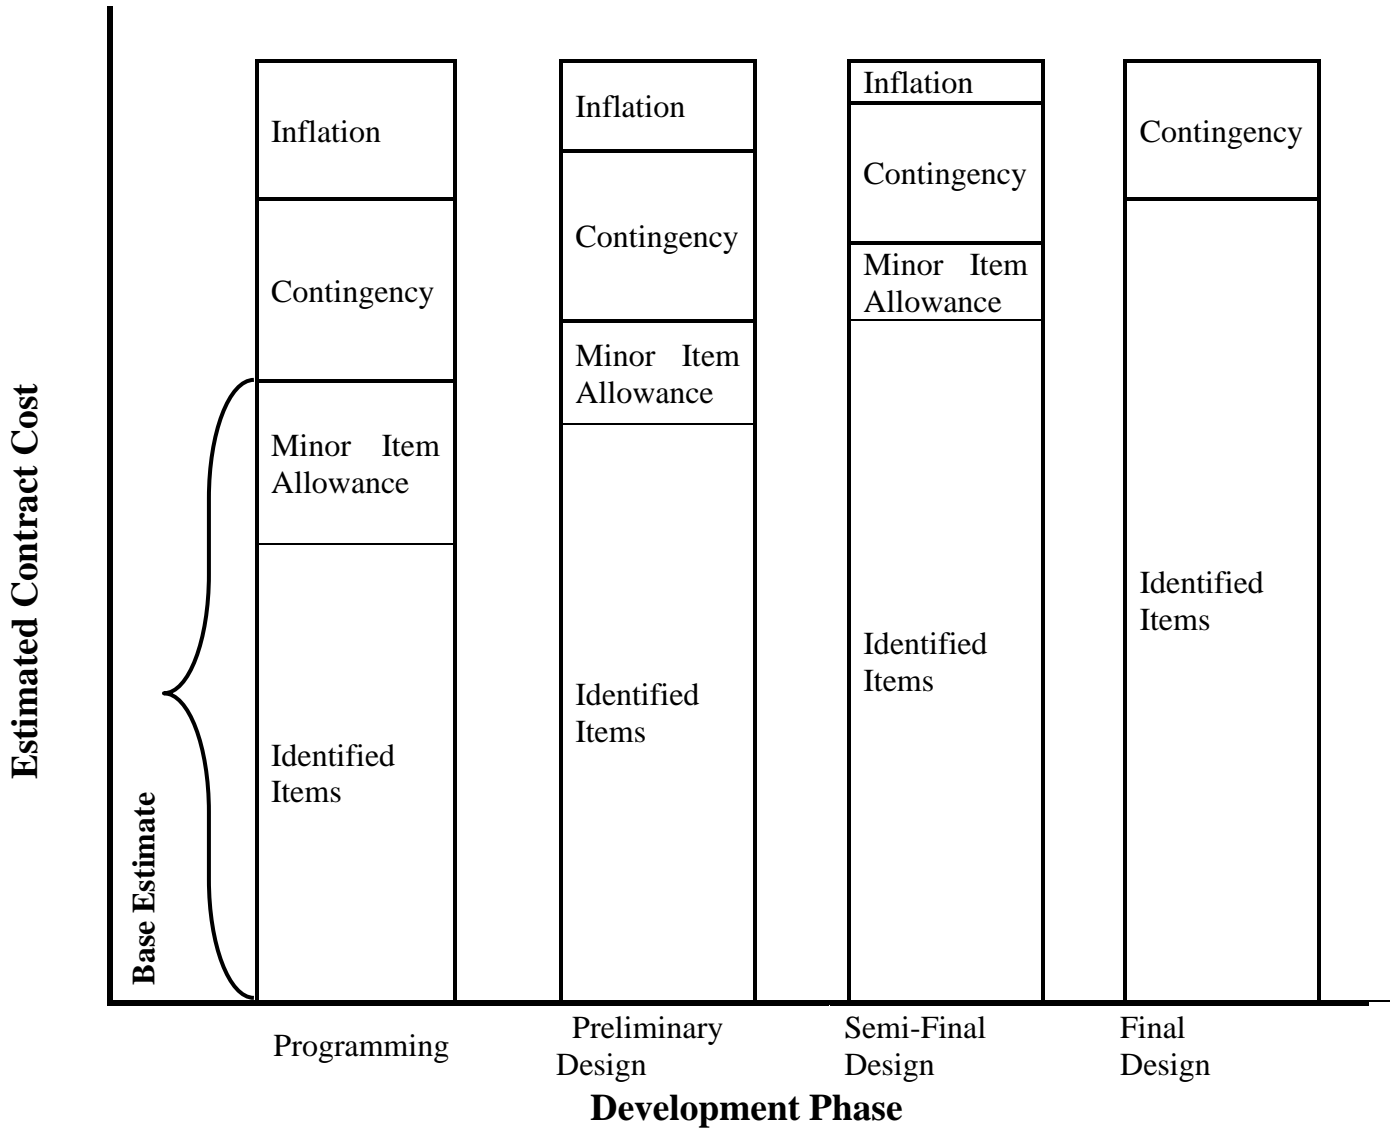 Estimated Contract Cost
Base Estimate
Inflation
Contingency
Minor Item
Allowance
Identified
Items
Inflation
Contingency
Minor Item
Allowance
Identified
Items
Inflation
Contingency
Minor Item
Allowance
Identified
Items
Contingency
Identified
Items
Programming
Preliminary
Design
Semi-Final
Design
Final
Design
Development Phase